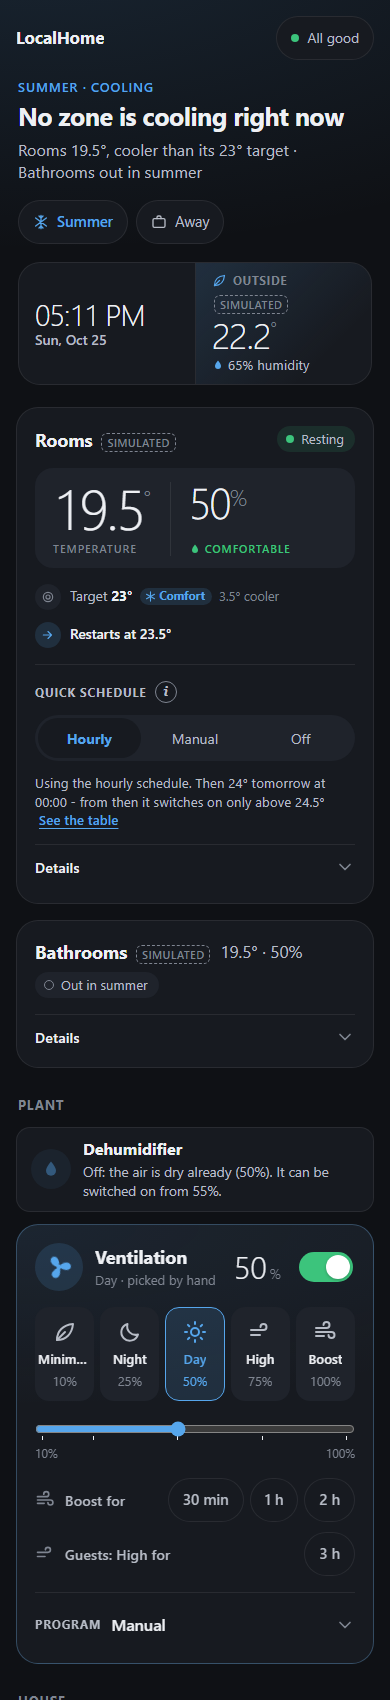 LocalHome
All good
SUMMER · COOLING
No zone is cooling right now
Rooms 19.5°, cooler than its 23° target ·
Bathrooms out in summer
Summer
Away
05:11 PM
Sun, Oct 25
OUTSIDE
SIMULATED
22.2°
65% humidity
Rooms SIMULATED
Resting
19.5°
TEMPERATURE
50%
COMFORTABLE
Target 23° Comfort 3.5° cooler
Restarts at 23.5°
QUICK SCHEDULE i
Hourly
Manual
Off
Using the hourly schedule. Then 24° tomorrow at
00:00 - from then it switches on only above 24.5°
See the table
Details
Bathrooms SIMULATED 19.5° · 50%
Out in summer
Details
PLANT
Dehumidifier
Off: the air is dry already (50%). It can be
switched on from 55%.
Ventilation
Day · picked by hand
50 %
Minim...
10%
Night
25%
Day
50%
High
75%
Boost
100%
10%
100%
Boost for
30 min
1 h
2 h
Guests: High for
3 h
PROGRAM Manual
HOUSE